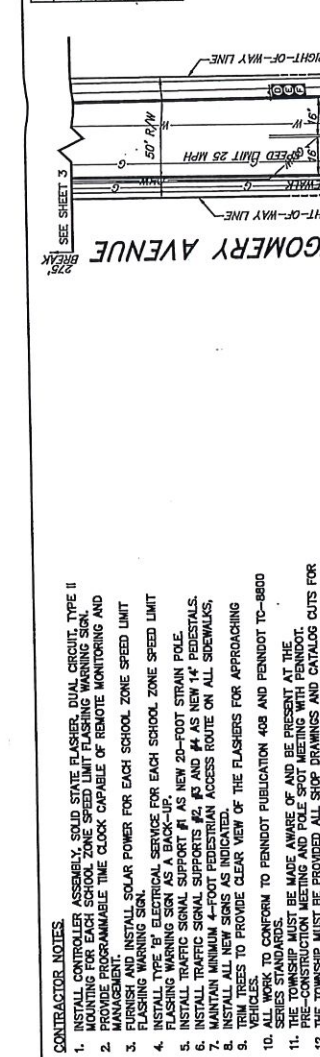 CONTRACTOR NOTES
1. INSTALL CONTROLLER ASSEMBLY, SOLID STATE FLASHER, DUAL CIRCUIT, TYPE II
MOUNTING FOR EACH SCHOOL ZONE SPEED LIMIT FLASHING WARNING SIGN.
2. PROVIDE PROGRAMMABLE TIME CLOCK CAPABLE OF REMOTE MONITORING AND
MANAGEMENT.
3. FURNISH AND INSTALL SOLAR POWER FOR EACH SCHOOL ZONE SPEED LIMIT
FLASHING WARNING SIGN.
4. INSTALL TYPE 'B' ELECTRICAL SERVICE FOR EACH SCHOOL ZONE SPEED LIMIT
FLASHING WARNING SIGN AS A BACK-UP.
5. INSTALL TRAFFIC SIGNAL SUPPORT #1 AS NEW 20-FOOT STRAIN POLE.
6. INSTALL TRAFFIC SIGNAL SUPPORTS #2, #3 AND #4 AS NEW 14' PEDESTALS.
7. MAINTAIN MINIMUM 4-FOOT PEDESTRIAN ACCESS ROUTE ON ALL SIDEWALKS,
8. INSTALL ALL NEW SIGNS AS INDICATED.
9. TRIM TREES TO PROVIDE CLEAR VIEW OF THE FLASHERS FOR APPROACHING
VEHICLES.
10. ALL WORK TO CONFORM TO PENNDOT PUBLICATION 408 AND PENNDOT TC-8800
SERIES STANDARDS.
11. THE TOWNSHIP MUST BE MADE AWARE OF AND BE PRESENT AT THE
PRE-CONSTRUCTION MEETING AND POLE SPOT MEETING WITH PENNDOT.
12. THE TOWNSHIP MUST BE PROVIDED ALL SHOP DRAWINGS AND CATALOG CUTS FOR
275'
BREAK
SEE SHEET 3
GOMERY AVENUE
HT-OF-WAY LINE
50' R/W
G
G
G
SPEED LIMIT 25 MPH
W
W
16'
16'
D E F
IGHT-OF-WAY LINE